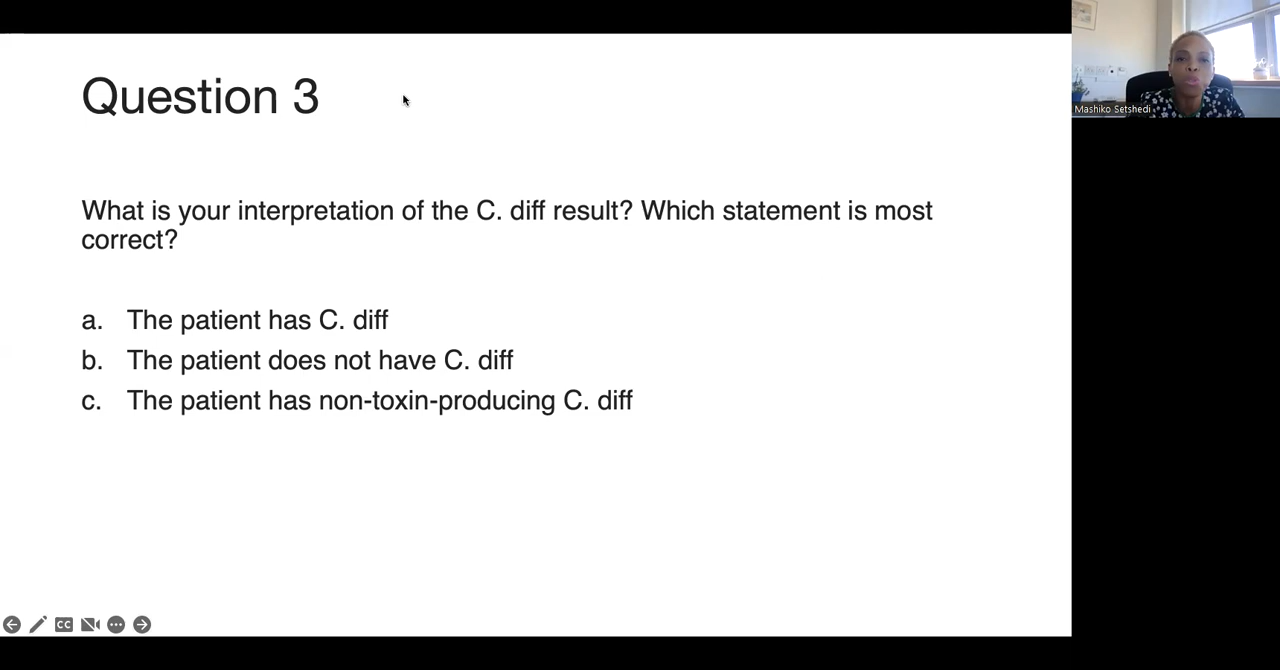 Question 3
What is your interpretation of the C. diff result? Which statement is most
correct?
a. The patient has C. diff
b. The patient does not have C. diff
c. The patient has non-toxin-producing C. diff
Mashiko Setshedi
CC